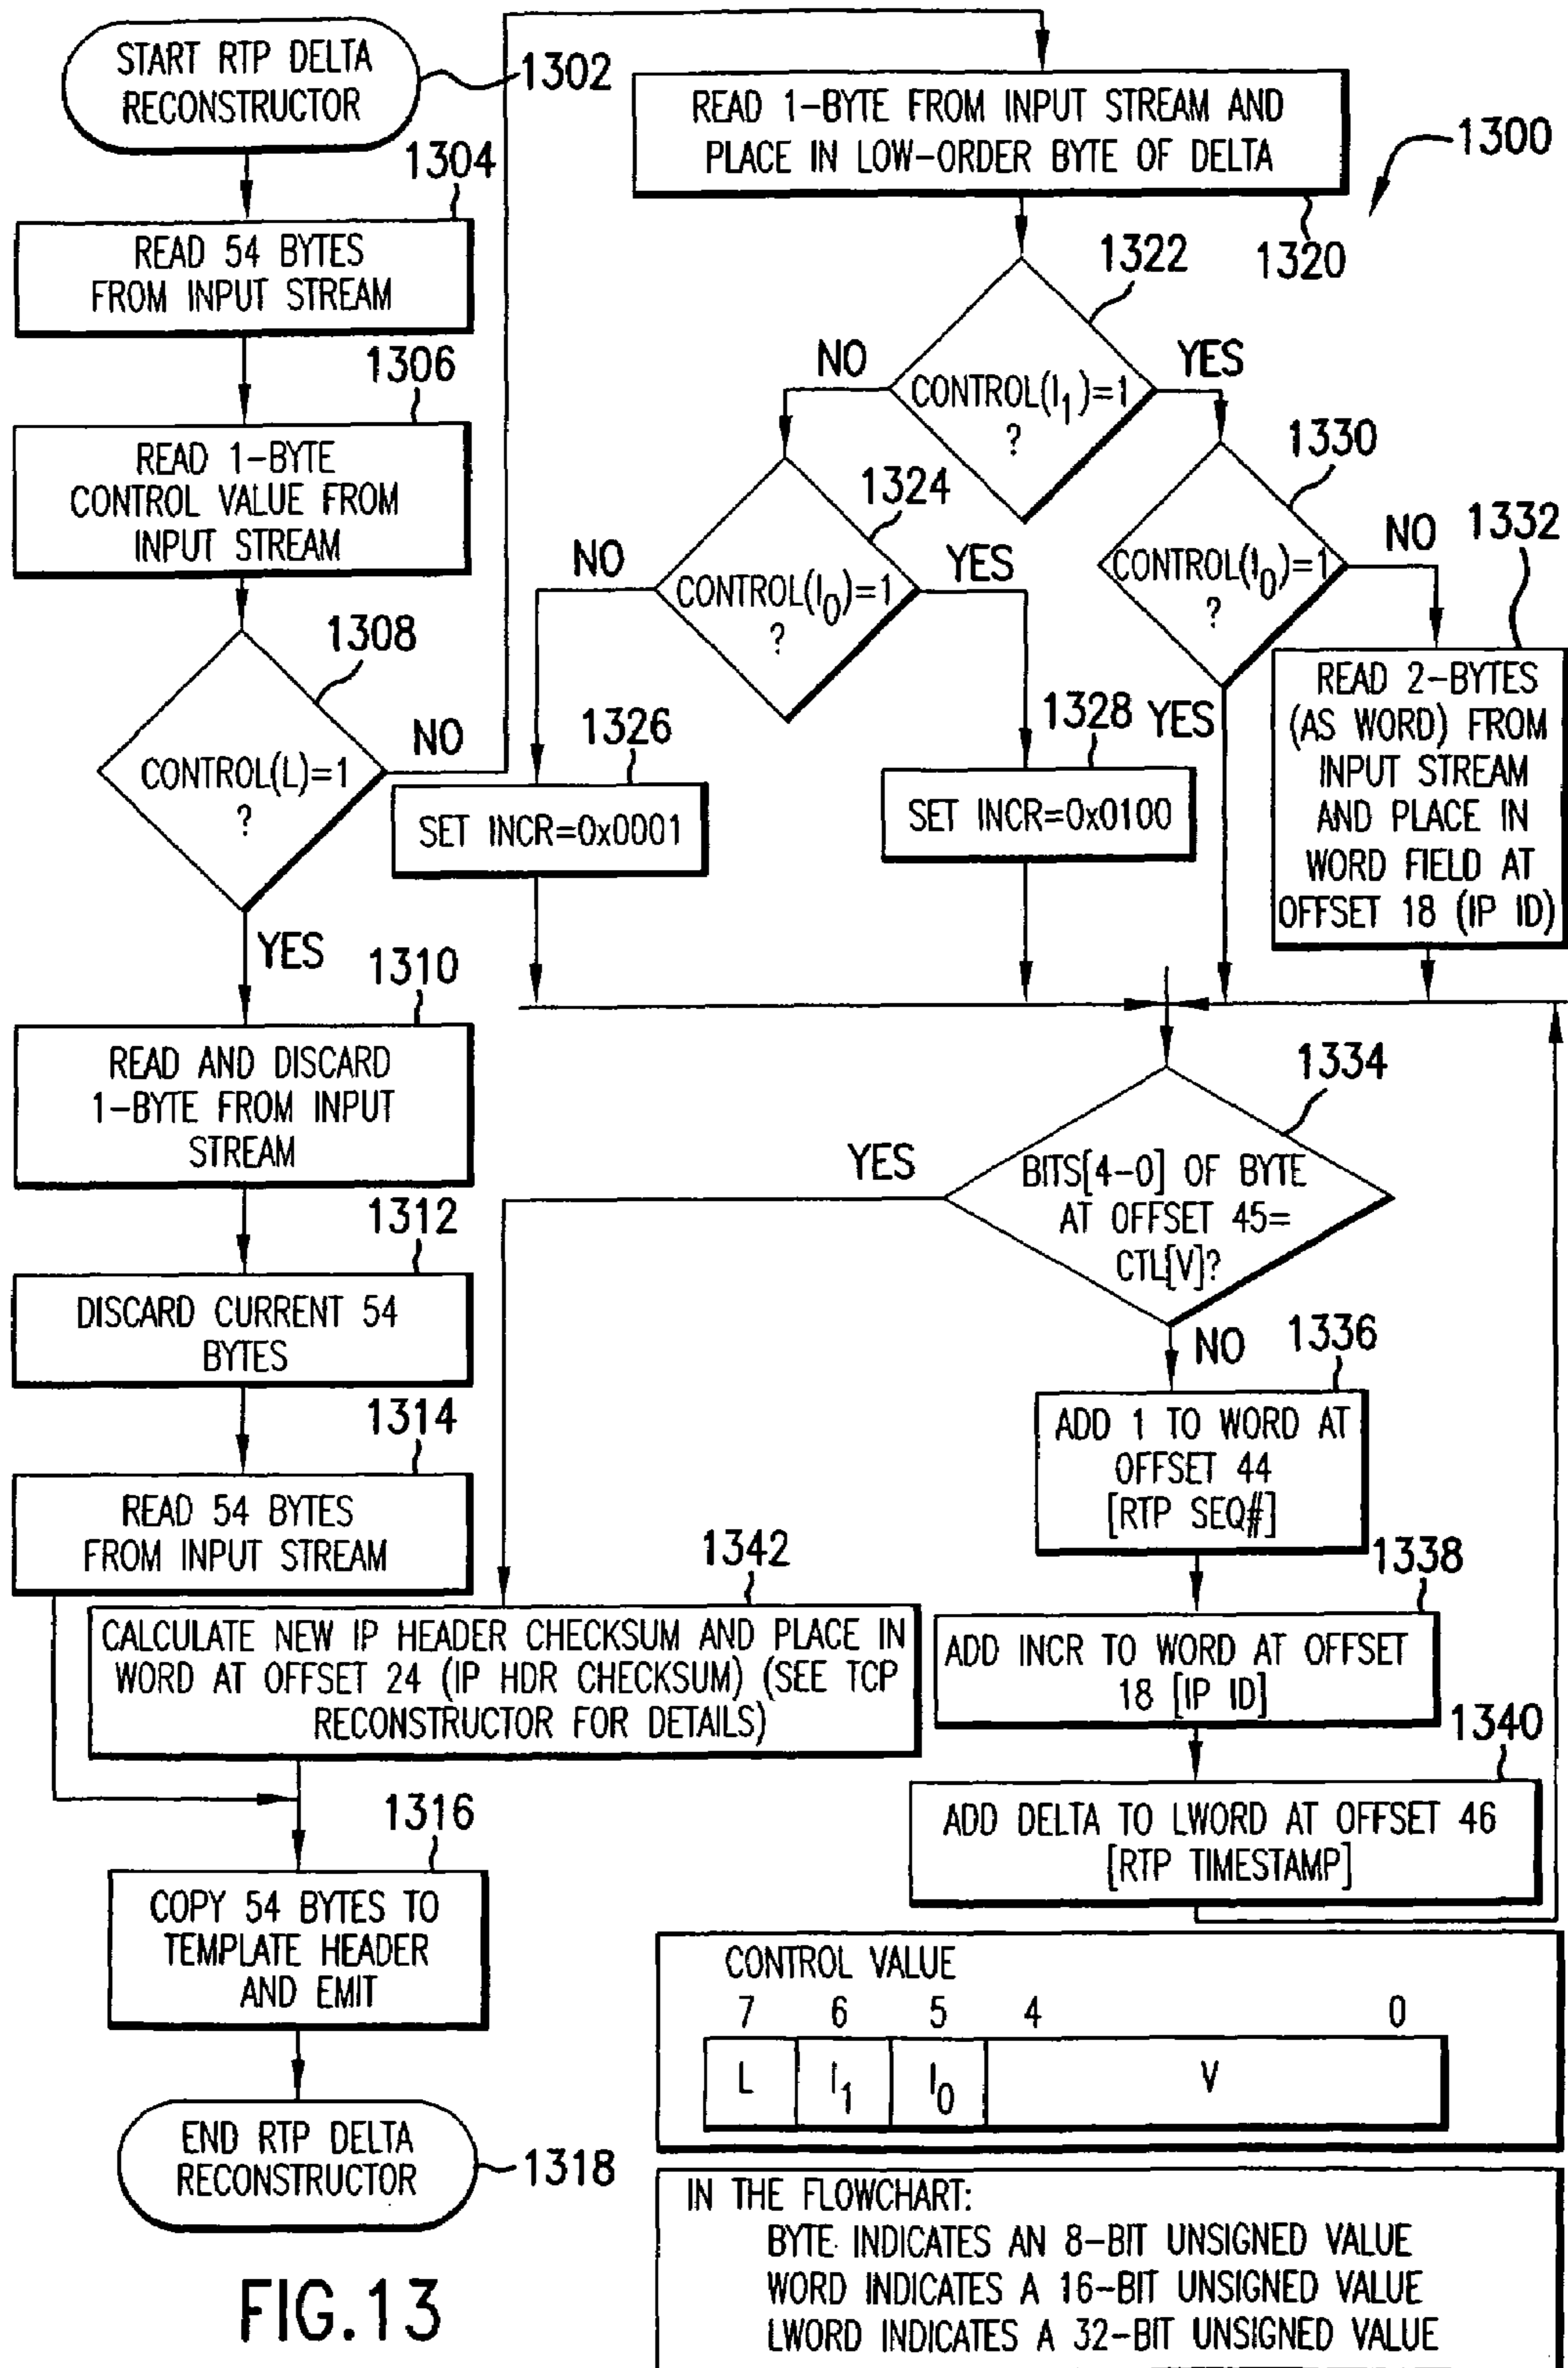 START RTP DELTA
RECONSTRUCTOR
1302
1304
READ 54 BYTES
FROM INPUT STREAM
1306
READ 1-BYTE
CONTROL VALUE FROM
INPUT STREAM
1308
CONTROL(L)=1
?
NO
YES
1310
READ AND DISCARD
1-BYTE FROM INPUT
STREAM
1312
DISCARD CURRENT 54
BYTES
1314
READ 54 BYTES
FROM INPUT STREAM
1300
READ 1-BYTE FROM INPUT STREAM AND
PLACE IN LOW-ORDER BYTE OF DELTA
1320
1322
NO
YES
CONTROL(I1)=1
?
1324
NO
YES
CONTROL(I0)=1
?
1326
SET INCR=0x0001
1328
SET INCR=0x0100
1330
CONTROL(I0)=1
?
NO
YES
1332
READ 2-BYTES
(AS WORD) FROM
INPUT STREAM
AND PLACE IN
WORD FIELD AT
OFFSET 18 (IP ID)
1334
YES
BITS[4-0] OF BYTE
AT OFFSET 45=
CTL[V]?
NO
1336
ADD 1 TO WORD AT
OFFSET 44
[RTP SEQ#]
1338
ADD INCR TO WORD AT OFFSET
18 [IP ID]
1340
ADD DELTA TO LWORD AT OFFSET 46
[RTP TIMESTAMP]
1342
CALCULATE NEW IP HEADER CHECKSUM AND PLACE IN
WORD AT OFFSET 24 (IP HDR CHECKSUM) (SEE TCP
RECONSTRUCTOR FOR DETAILS)
1316
COPY 54 BYTES TO
TEMPLATE HEADER
AND EMIT
END RTP DELTA
RECONSTRUCTOR
1318
CONTROL VALUE
7 6 5 4 0
L I1 I0 V
IN THE FLOWCHART:
BYTE INDICATES AN 8-BIT UNSIGNED VALUE
WORD INDICATES A 16-BIT UNSIGNED VALUE
LWORD INDICATES A 32-BIT UNSIGNED VALUE
FIG.13